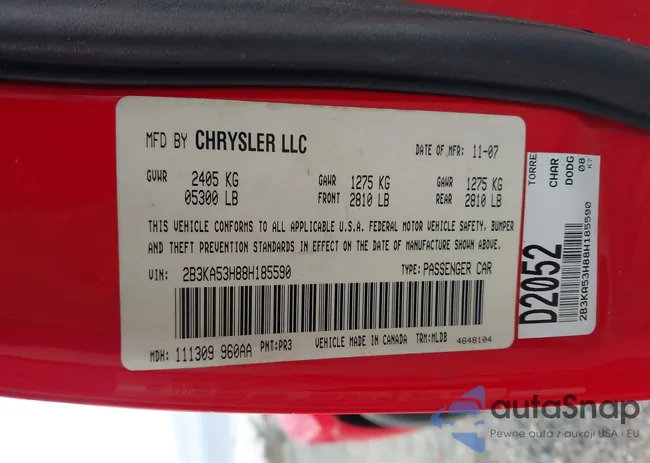 MFD BY CHRYSLER LLC
DATE OF MFR: 11-07
GVWR 2405 KG 05300 LB
GAWR FRONT 1275 KG 2810 LB
GAWR REAR 1275 KG 2810 LB
THIS VEHICLE CONFORMS TO ALL APPLICABLE U.S.A. FEDERAL MOTOR VEHICLE SAFETY, BUMPER
AND THEFT PREVENTION STANDARDS IN EFFECT ON THE DATE OF MANUFACTURE SHOWN ABOVE.
VIN: 2B3KA53H88H185590 TYPE: PASSENGER CAR
MDH: 111309 960AA PNT:PR3 VEHICLE MADE IN CANADA TRM:MLDB 4648104
D2052
TORRE
CHAR
DODG
08
K7
2B3KA53H88H185590
autaSnap
Pewne auta z aukcji USA i EU